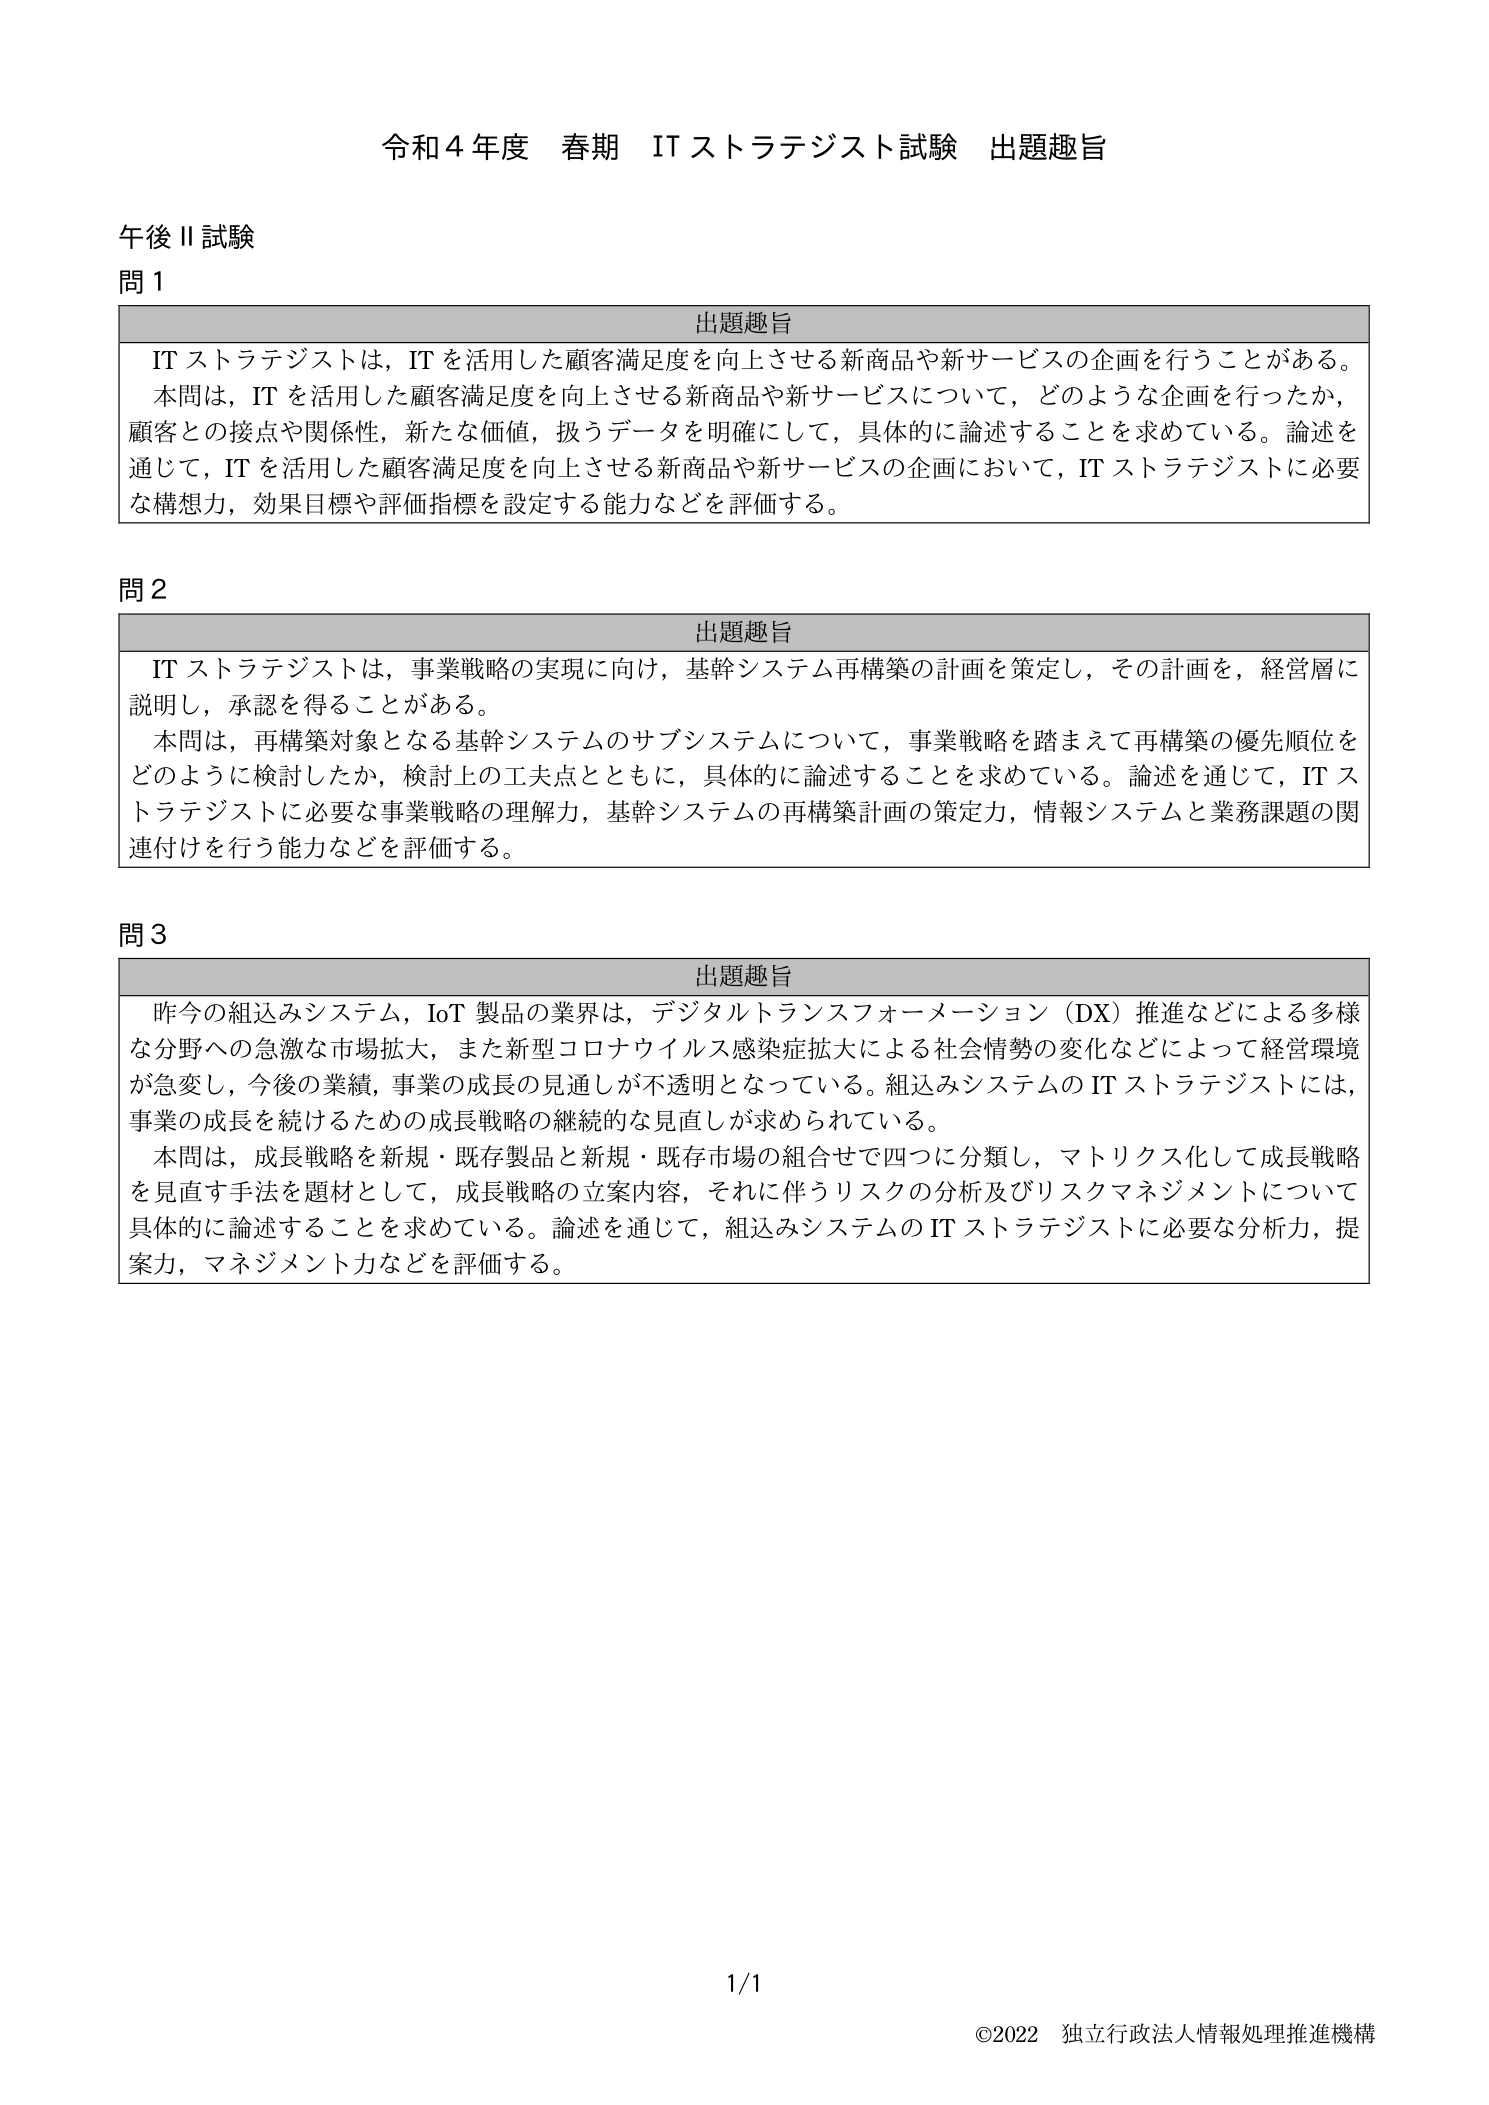 令和４年度　春期　IT ストラテジスト試験　出題趣旨
午後Ⅱ試験
問１
出題趣旨
　IT ストラテジストは，IT を活用した顧客満足度を向上させる新商品や新サービスの企画を行うことがある。
　本問は，IT を活用した顧客満足度を向上させる新商品や新サービスについて，どのような企画を行ったか，
顧客との接点や関係性，新たな価値，扱うデータを明確にして，具体的に論述することを求めている。論述を
通じて，IT を活用した顧客満足度を向上させる新商品や新サービスの企画において，IT ストラテジストに必要
な構想力，効果目標や評価指標を設定する能力などを評価する。
問２
出題趣旨
　IT ストラテジストは，事業戦略の実現に向け，基幹システム再構築の計画を策定し，その計画を，経営層に
説明し，承認を得ることがある。
　本問は，再構築対象となる基幹システムのサブシステムについて，事業戦略を踏まえて再構築の優先順位を
どのように検討したか，検討上の工夫点とともに，具体的に論述することを求めている。論述を通じて，IT ス
トラテジストに必要な事業戦略の理解力，基幹システムの再構築計画の策定力，情報システムと業務課題の関
連付けを行う能力などを評価する。
問３
出題趣旨
　昨今の組込みシステム，IoT 製品の業界は，デジタルトランスフォーメーション（DX）推進などによる多様
な分野への急激な市場拡大，また新型コロナウイルス感染症拡大による社会情勢の変化などによって経営環境
が急変し，今後の業績，事業の成長の見通しが不透明となっている。組込みシステムの IT ストラテジストには，
事業の成長を続けるための成長戦略の継続的な見直しが求められている。
　本問は，成長戦略を新規・既存製品と新規・既存市場の組合せで四つに分類し，マトリクス化して成長戦略
を見直す手法を題材として，成長戦略の立案内容，それに伴うリスクの分析及びリスクマネジメントについて
具体的に論述することを求めている。論述を通じて，組込みシステムの IT ストラテジストに必要な分析力，提
案力，マネジメント力などを評価する。
1/1
©2022　独立行政法人情報処理推進機構